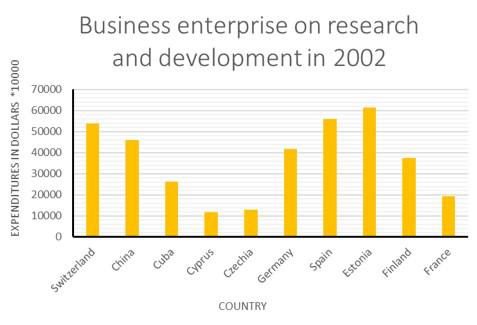 Business enterprise on research
and development in 2002
EXPENDITURES IN DOLLARS *10000
70000
60000
50000
40000
30000
20000
10000
0
Switzerland
China
Cuba
Cyprus
Czechia
Germany
Spain
Estonia
Finland
France
COUNTRY